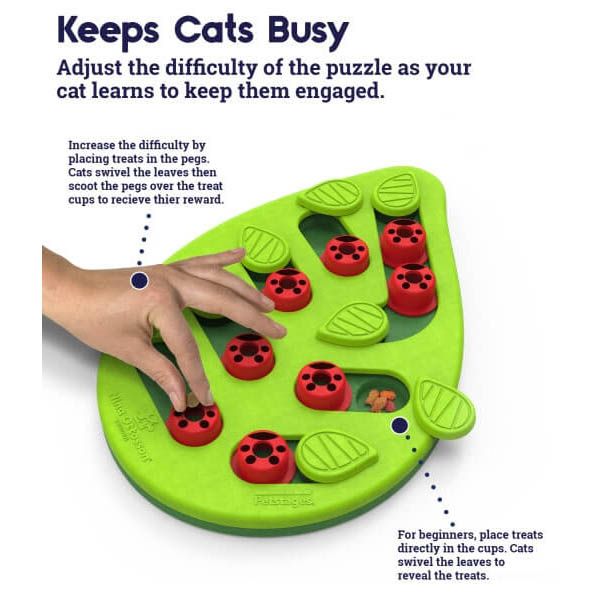 Keeps Cats Busy
Adjust the difficulty of the puzzle as your
cat learns to keep them engaged.
Increase the difficulty by
placing treats in the pegs.
Cats swivel the leaves then
scoot the pegs over the treat
cups to recieve thier reward.
Nina Ottosson
Petstages
For beginners, place treats
directly in the cups. Cats
swivel the leaves to
reveal the treats.